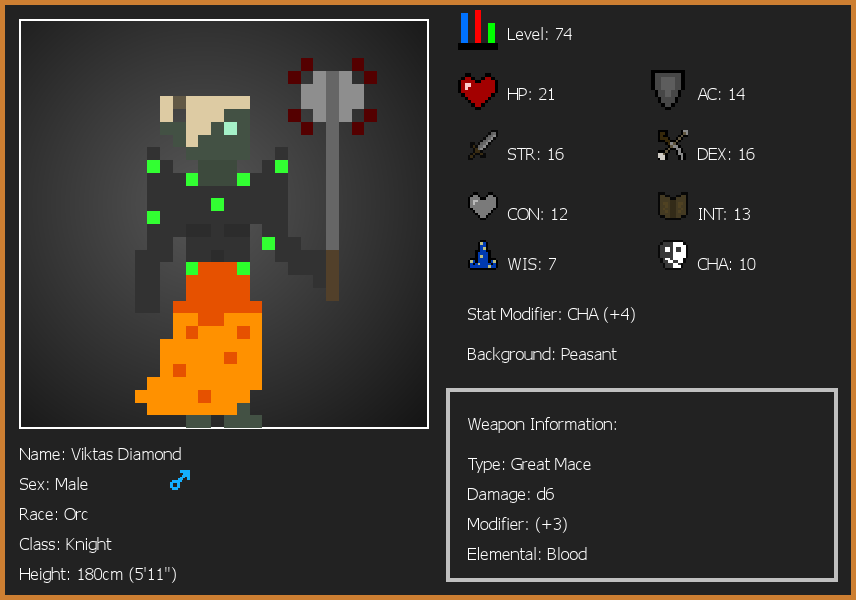 Level: 74
HP: 21
AC: 14
STR: 16
DEX: 16
CON: 12
INT: 13
WIS: 7
CHA: 10
Stat Modifier: CHA (+4)
Background: Peasant
Weapon Information:
Type: Great Mace
Damage: d6
Modifier: (+3)
Elemental: Blood
Name: Viktas Diamond
Sex: Male
Race: Orc
Class: Knight
Height: 180cm (5'11")